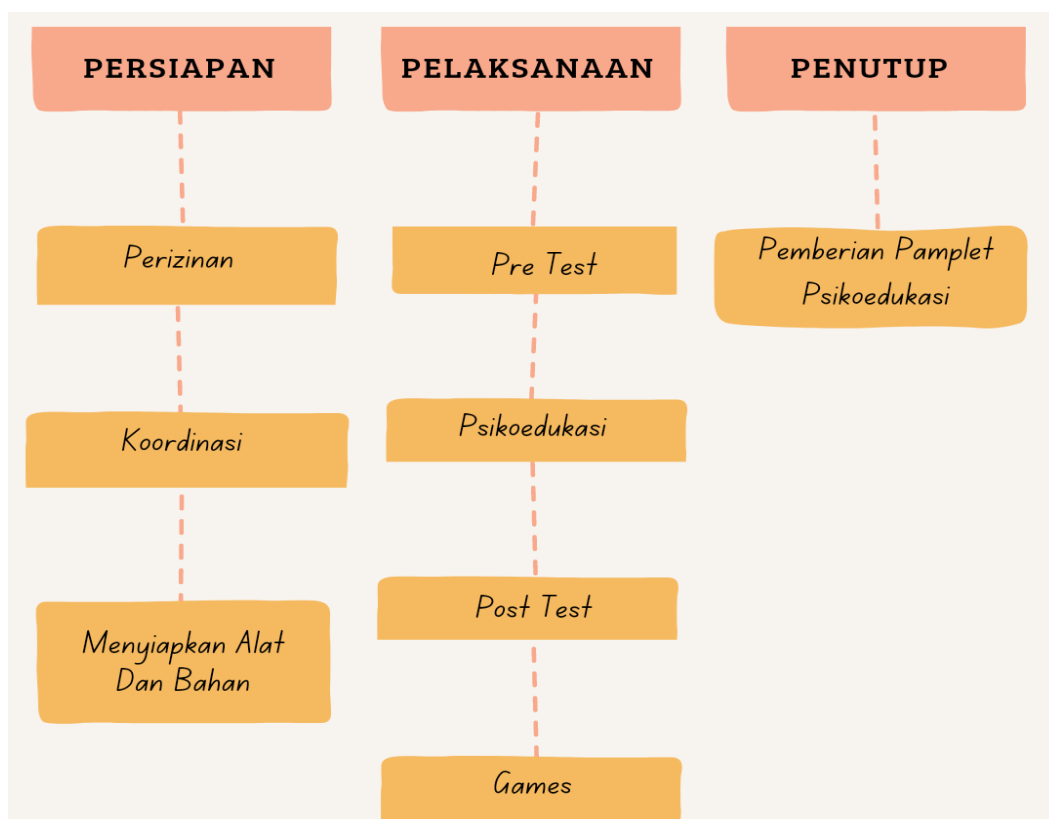 PERSIAPAN
Perizinan
Koordinasi
Menyiapkan Alat
Dan Bahan
PELAKSANAAN
Pre Test
Psikoedukasi
Post Test
Games
PENUTUP
Pemberian Pamplet
Psikoedukasi